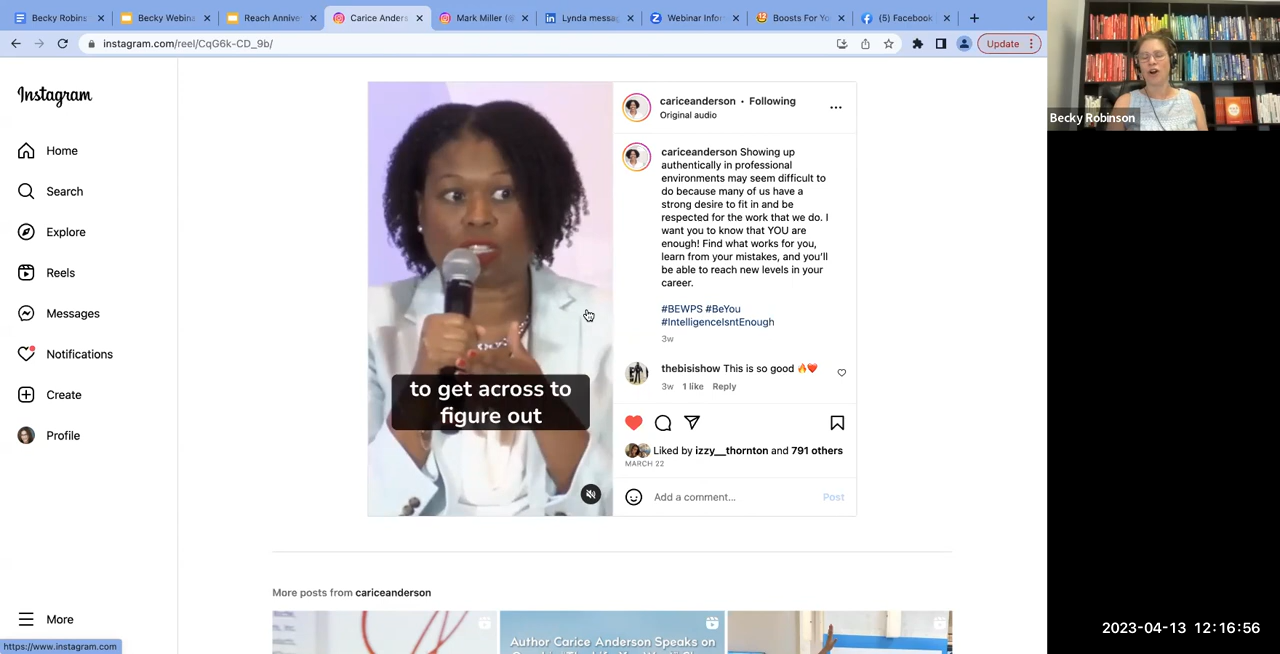 Becky Robins
Becky Webina
Reach Annive
Carice Anders
Mark Miller (@
Lynda messag
Webinar Infor
Boosts For Yo
(5) Facebook
instagram.com/reel/CqG6k-CD_9b/
Update
Instagram
Home
Search
Explore
Reels
Messages
Notifications
Create
Profile
More
https://www.instagram.com
to get across to
figure out
cariceanderson • Following
Original audio
cariceanderson Showing up
authentically in professional
environments may seem difficult to
do because many of us have a
strong desire to fit in and be
respected for the work that we do. I
want you to know that YOU are
enough! Find what works for you,
learn from your mistakes, and you'll
be able to reach new levels in your
career.
#BEWPS #BeYou
#IntelligenceIsntEnough
3w
thebisishow This is so good 🔥❤️
3w 1 like Reply
Liked by izzy__thornton and 791 others
MARCH 22
Add a comment...
Post
More posts from cariceanderson
Author Carice Anderson Speaks on
Becky Robinson
2023-04-13 12:16:56